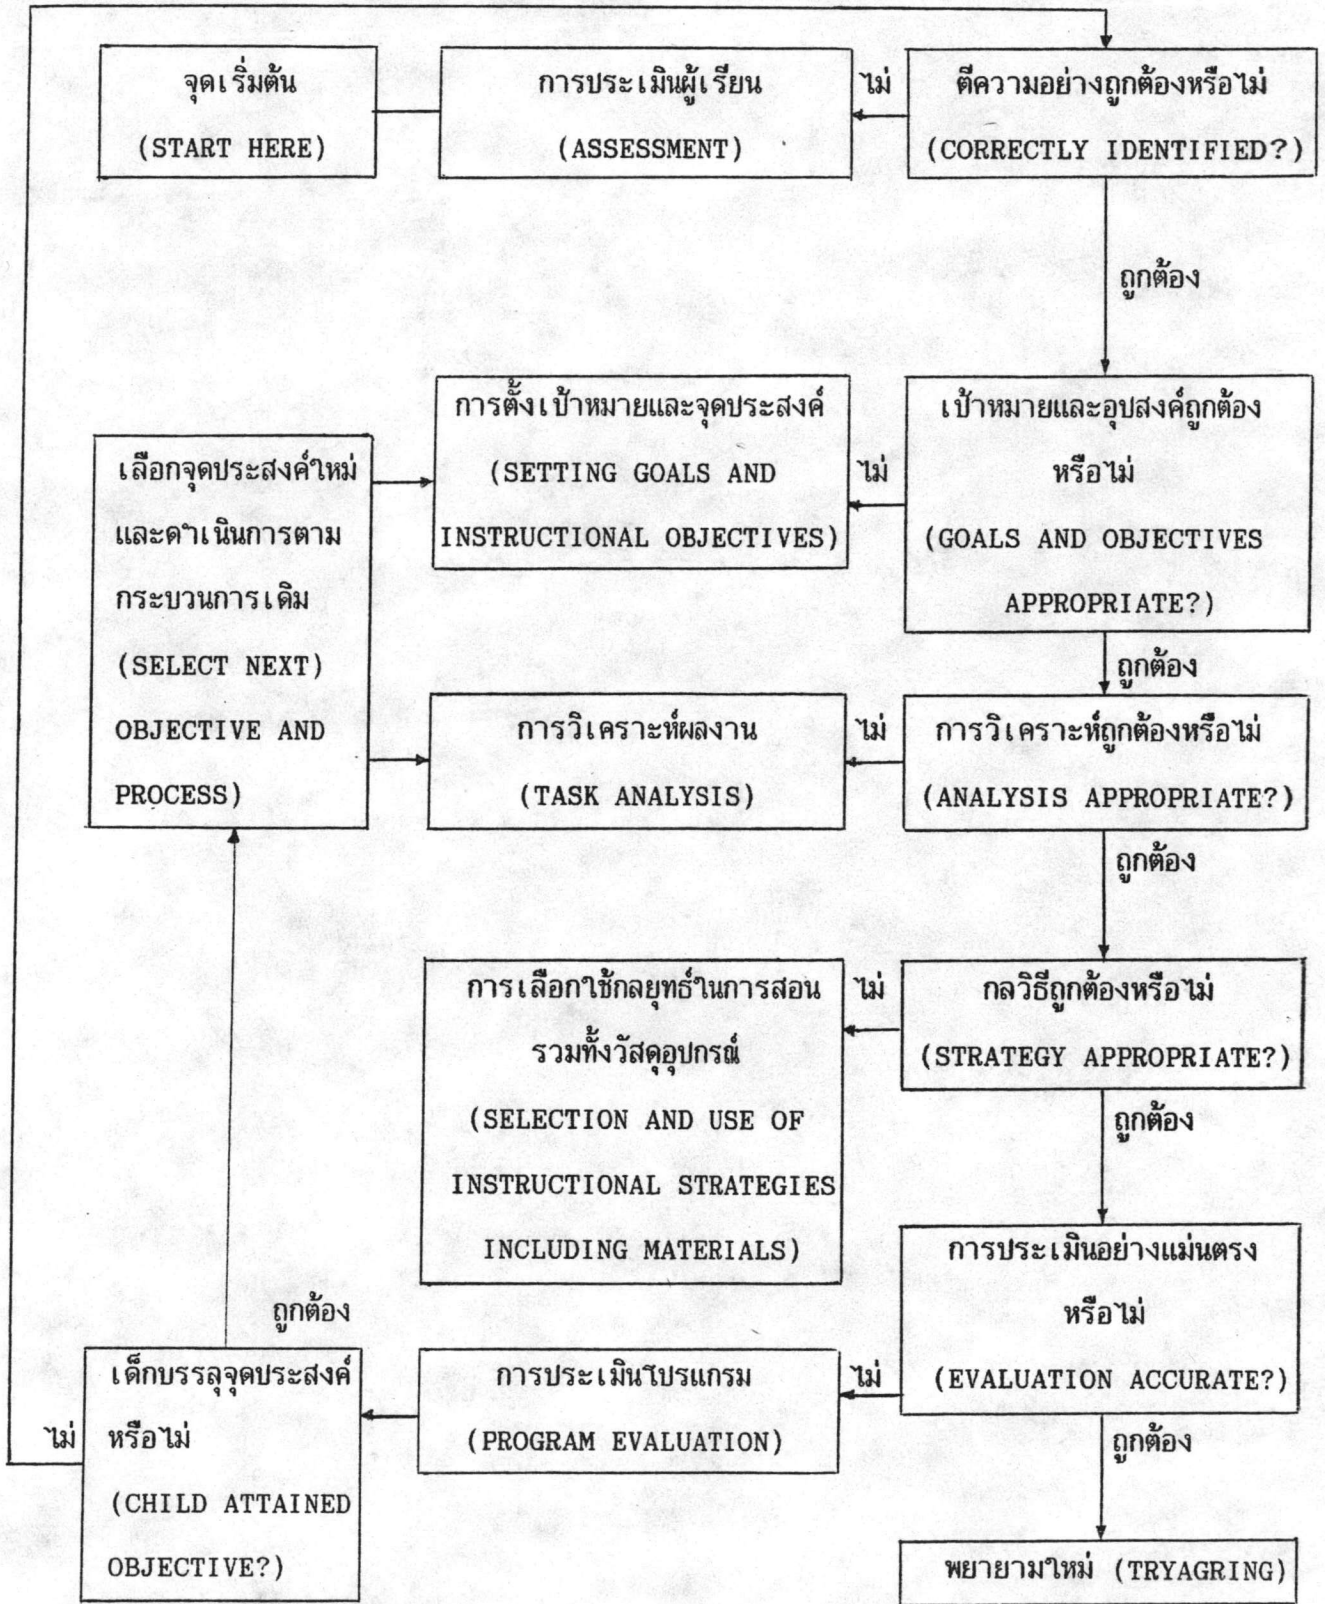 จุดเริ่มต้น
(START HERE)
การประเมินผู้เรียน
(ASSESSMENT)
ไม่
ตีความอย่างถูกต้องหรือไม่
(CORRECTLY IDENTIFIED?)
ถูกต้อง
เลือกจุดประสงค์ใหม่
และดำเนินการตาม
กระบวนการเดิม
(SELECT NEXT)
OBJECTIVE AND
PROCESS)
การตั้งเป้าหมายและจุดประสงค์
(SETTING GOALS AND
INSTRUCTIONAL OBJECTIVES)
ไม่
เป้าหมายและอุปสงค์ถูกต้อง
หรือไม่
(GOALS AND OBJECTIVES
APPROPRIATE?)
ถูกต้อง
การวิเคราะห์ผลงาน
(TASK ANALYSIS)
ไม่
การวิเคราะห์ถูกต้องหรือไม่
(ANALYSIS APPROPRIATE?)
ถูกต้อง
การเลือกใช้กลยุทธ์ในการสอน
รวมทั้งวัสดุอุปกรณ์
(SELECTION AND USE OF
INSTRUCTIONAL STRATEGIES
INCLUDING MATERIALS)
ไม่
กลวิธีถูกต้องหรือไม่
(STRATEGY APPROPRIATE?)
ถูกต้อง
การประเมินอย่างแม่นตรง
หรือไม่
(EVALUATION ACCURATE?)
ไม่
การประเมินโปรแกรม
(PROGRAM EVALUATION)
ถูกต้อง
เด็กบรรลุจุดประสงค์
หรือไม่
(CHILD ATTAINED
OBJECTIVE?)
ไม่
ถูกต้อง
พยายามใหม่ (TRYAGRING)